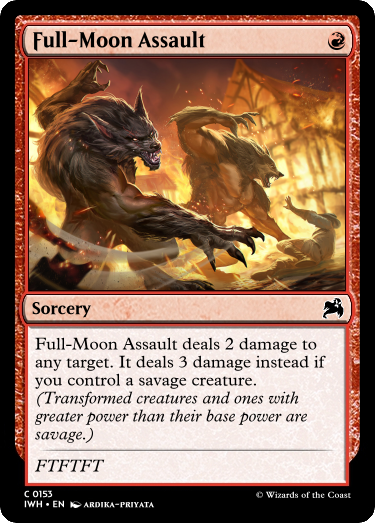 Full-Moon Assault
Sorcery
Full-Moon Assault deals 2 damage to
any target. It deals 3 damage instead if
you control a savage creature.
(Transformed creatures and ones with
greater power than their base power are
savage.)
FTFTFT
C 0153
IWH • EN ARDIKA-PRIYATA
© Wizards of the Coast